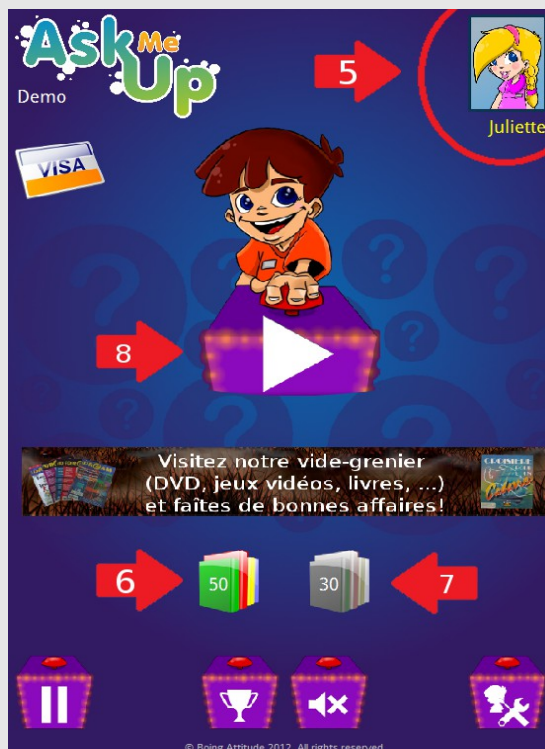 Ask Me Up
Demo
5
Juliette
VISA
8
Visitez notre vide-grenier
(DVD, jeux vidéos, livres, ...)
et faîtes de bonnes affaires!
6
50
30
7
© Boing Attitude 2012. All rights reserved